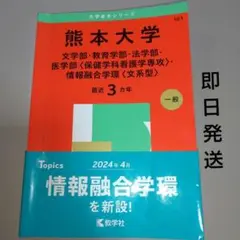 大学赤本シリーズ
熊本大学
文学部・教育学部・法学部・
医学部〈保健学科看護学専攻〉・
情報融合学環〈文系型〉
最近3カ年
一般
即日発送
Topics
2024年4月
情報融合学環
を新設!
教学社